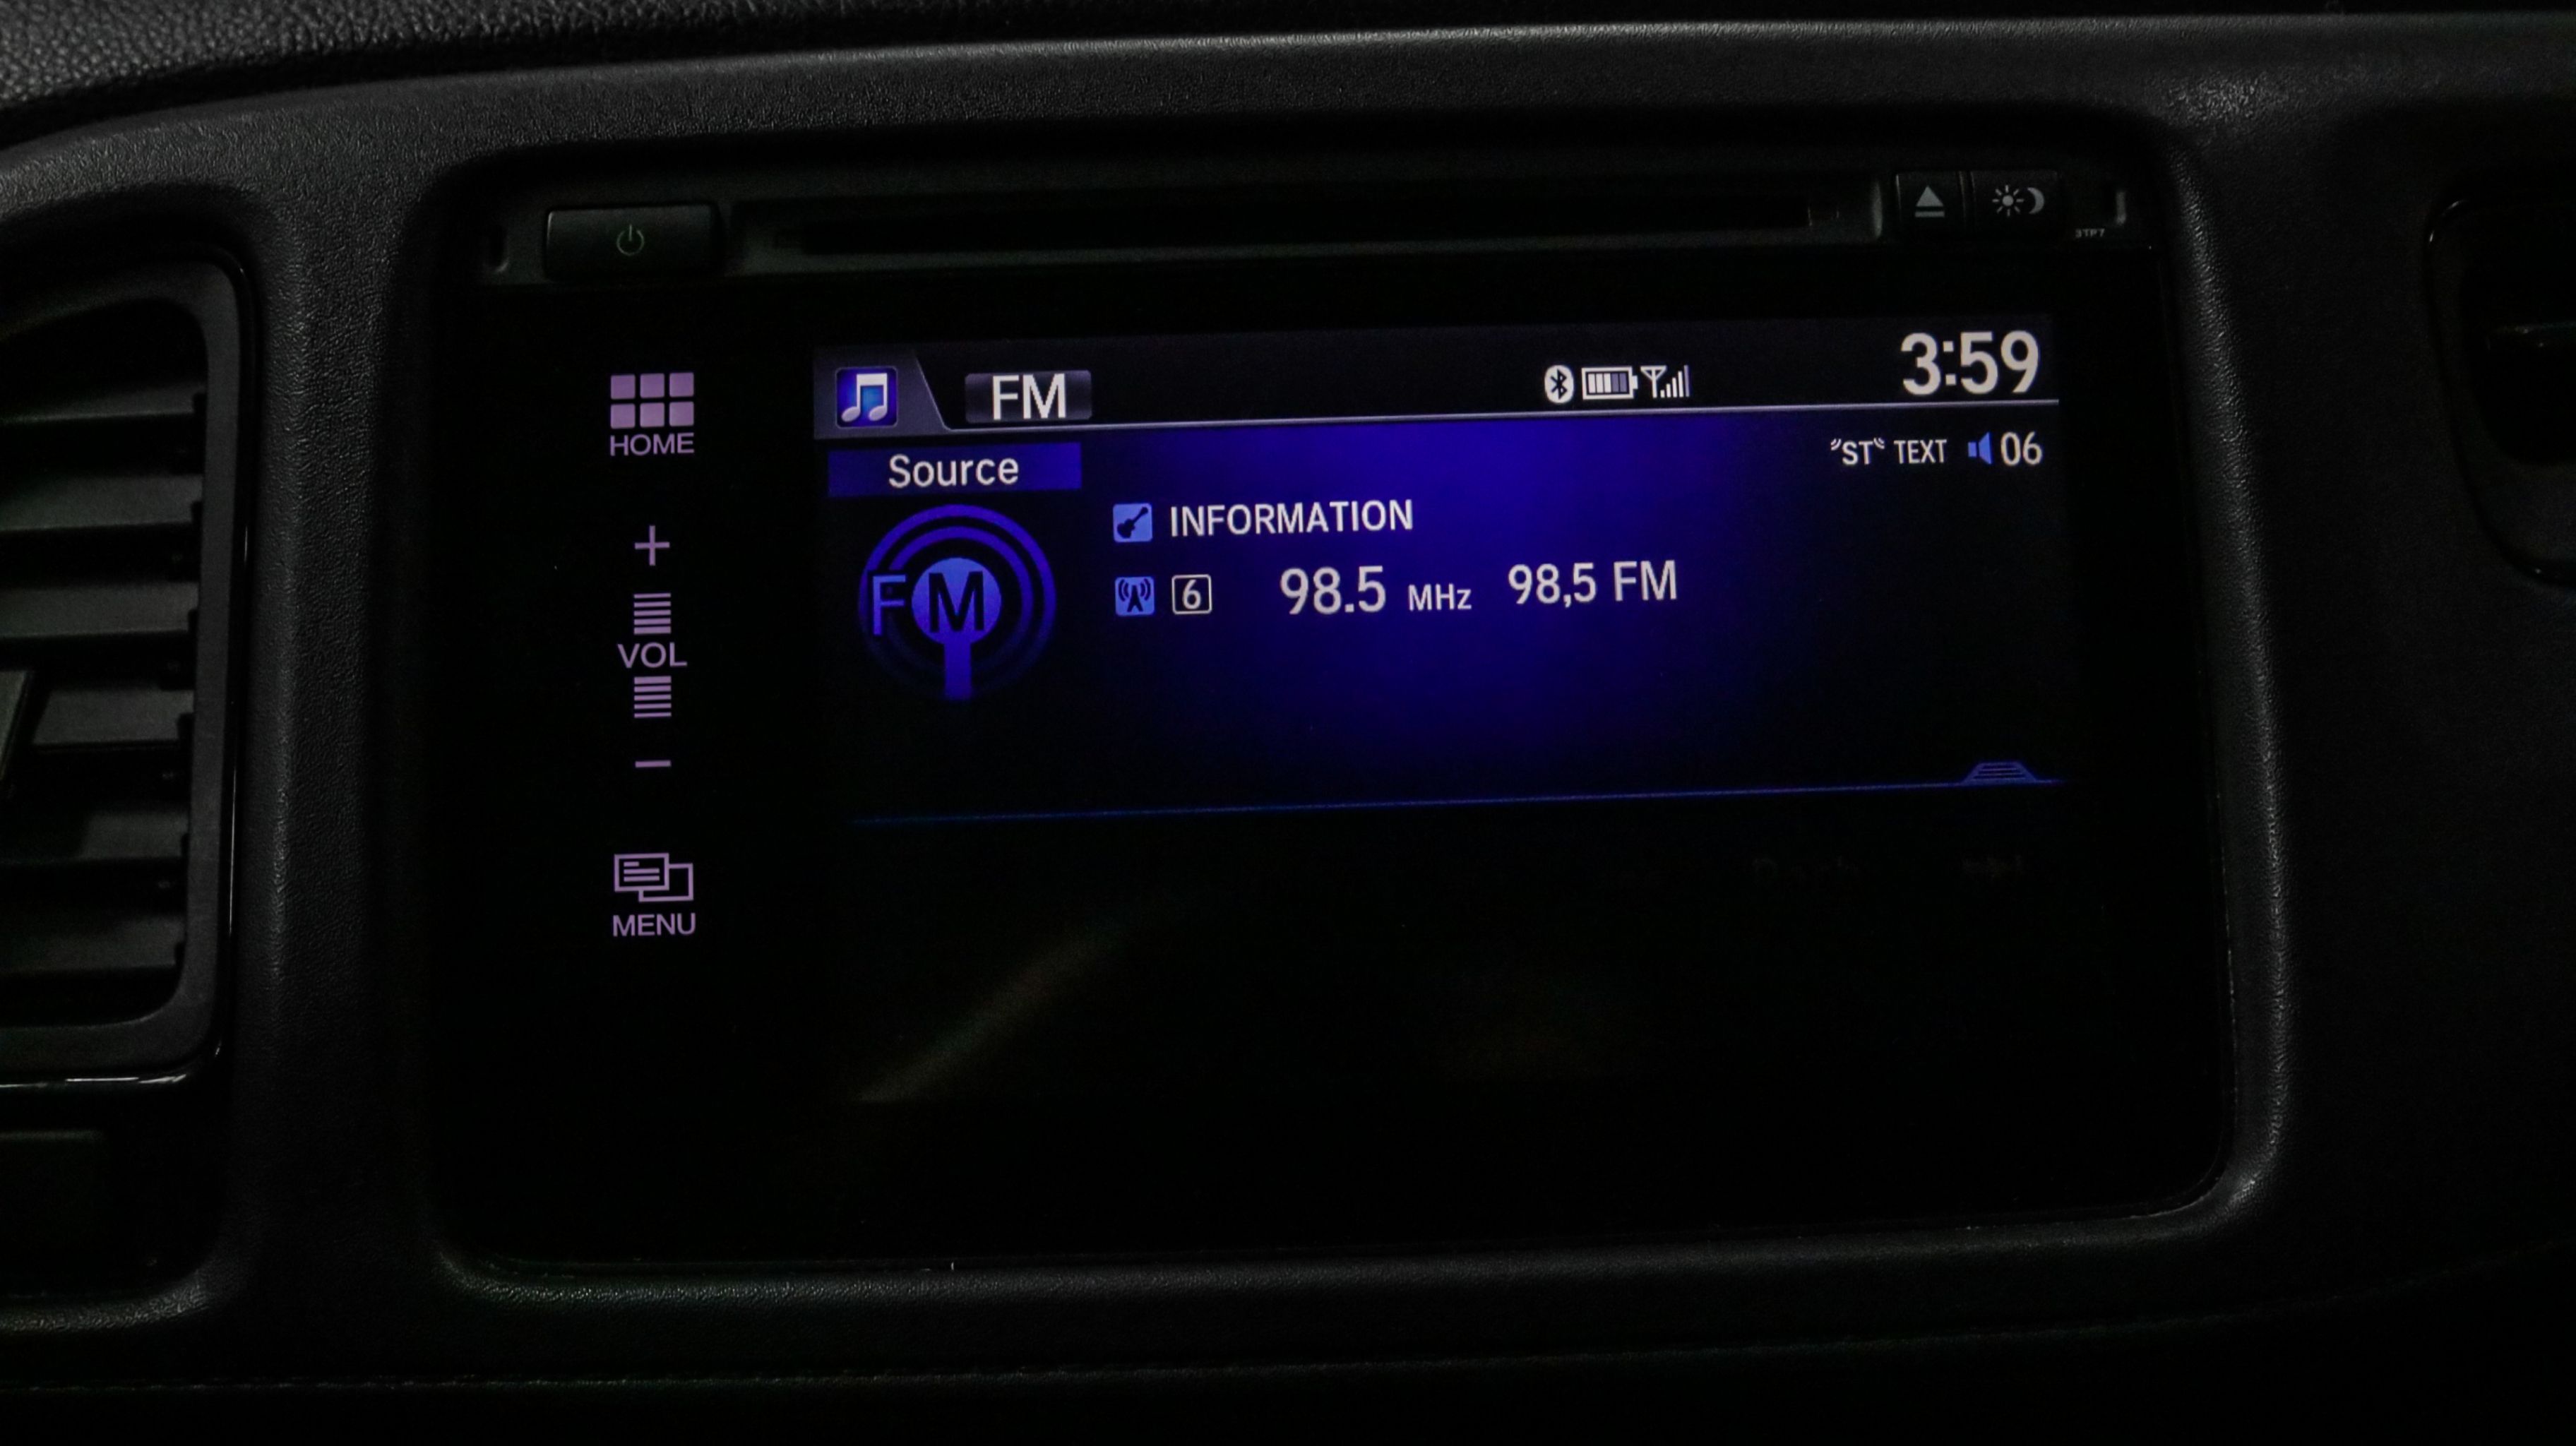 3TP7
FM
3:59
HOME
Source
"ST" TEXT 06
INFORMATION
FM
6 98.5 MHz 98,5 FM
+
VOL
−
MENU